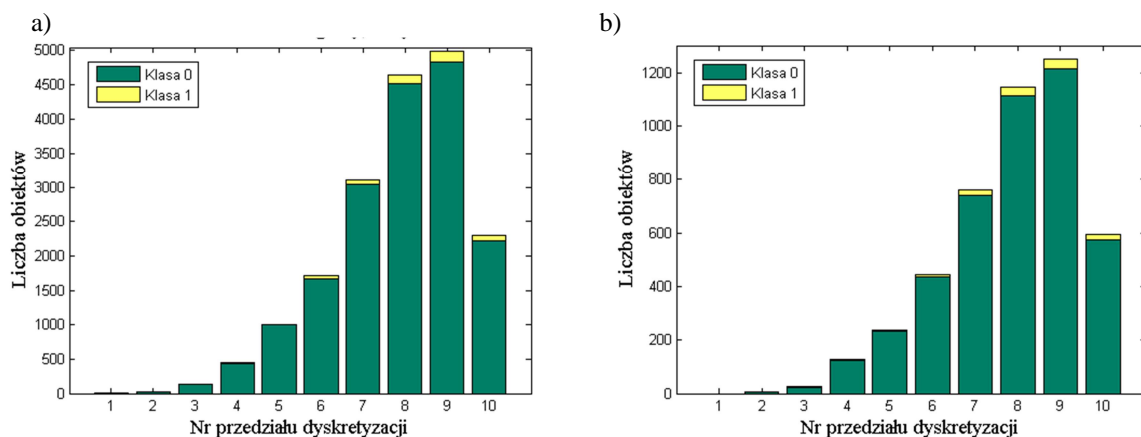 a)
5000
4500
4000
3500
3000
2500
2000
1500
1000
500
0
Klasa 0
Klasa 1
Liczba obiektów
1 2 3 4 5 6 7 8 9 10
Nr przedziału dyskretyzacji
b)
1200
1000
800
600
400
200
0
Klasa 0
Klasa 1
Liczba obiektów
1 2 3 4 5 6 7 8 9 10
Nr przedziału dyskretyzacji